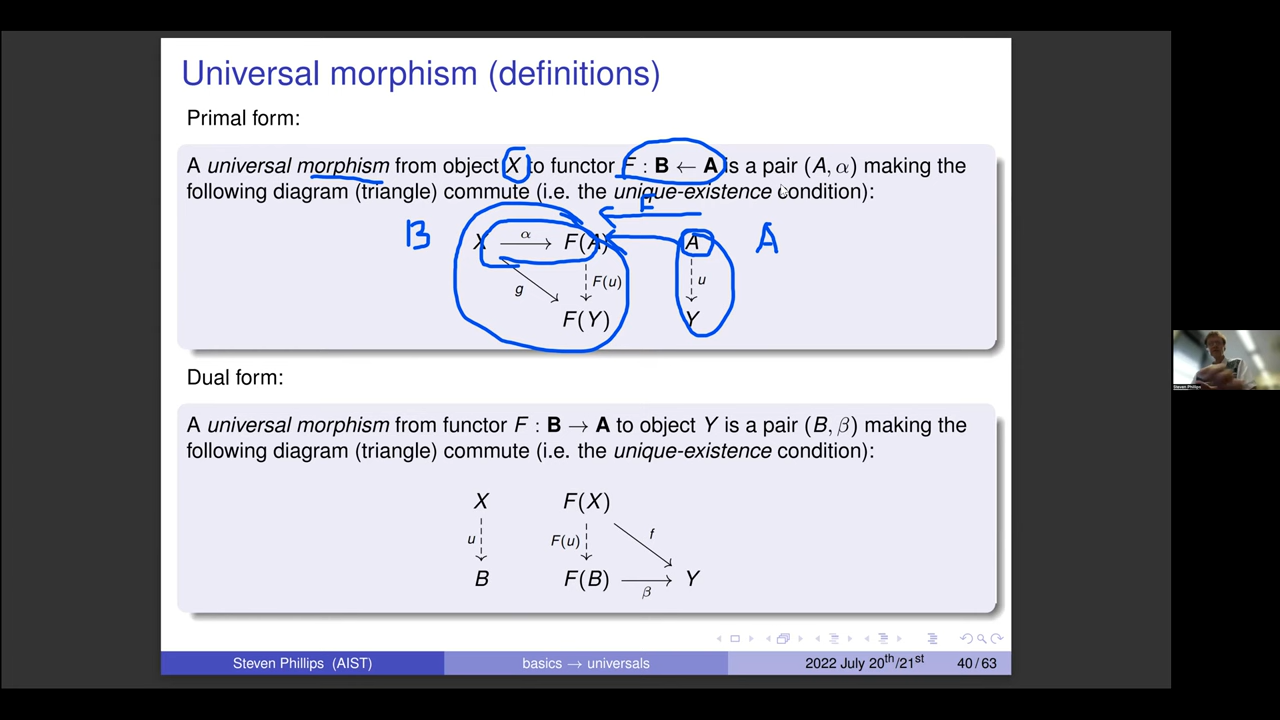 Universal morphism (definitions)
Primal form:
A universal morphism from object X to functor F : B ← A is a pair (A, α) making the
following diagram (triangle) commute (i.e. the unique-existence condition):
F
B X α F(A) A A
g F(u) u
F(Y) Y
Dual form:
A universal morphism from functor F : B → A to object Y is a pair (B, β) making the
following diagram (triangle) commute (i.e. the unique-existence condition):
X F(X)
u F(u) f
B F(B) β Y
Steven Phillips (AIST) basics → universals 2022 July 20th/21st 40 / 63
Steven Phillips